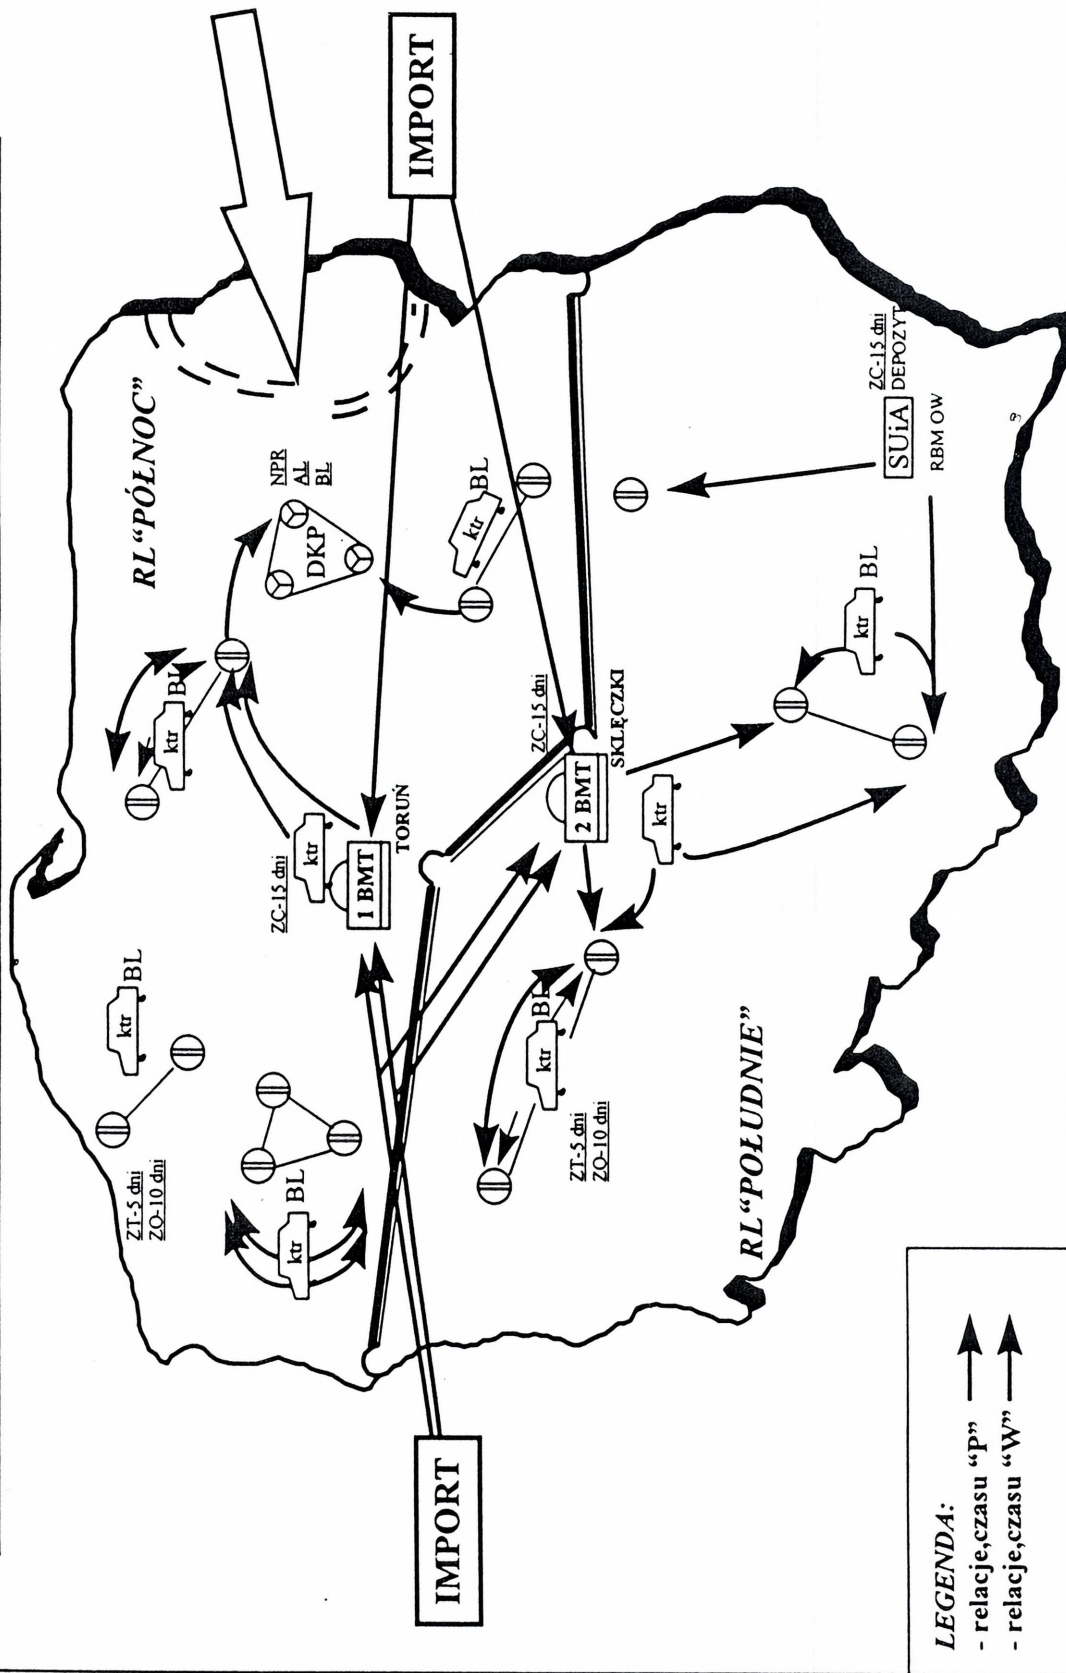 RL“PÓŁNOC”
IMPORT
NPR
AL
BL
DKP
BL
ktr
BL
ktr
ZC-15 dni
ktr
1 BMT
TORUŃ
BL
ktr
ZT-5 dni
ZO-10 dni
BL
ktr
IMPORT
ZC-15 dni
2 BMT
SKLĘCZKI
ktr
BL
ktr
ZT-5 dni
ZO-10 dni
BL
ktr
ZC-15 dni
DEPOZYT
SUiA
RBM OW
RL“POŁUDNIE”
LEGENDA:
- relacje,czasu “P”
- relacje,czasu “W”